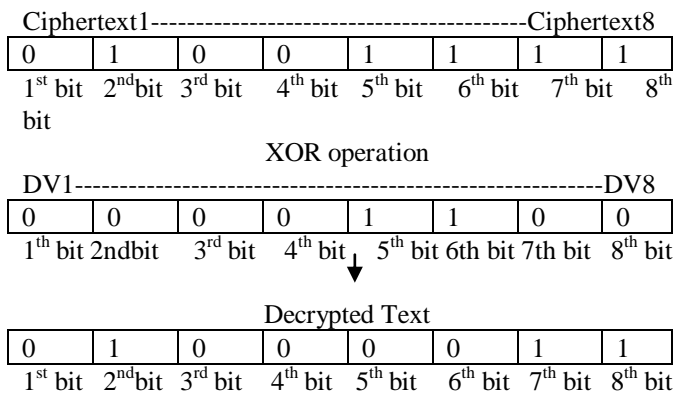 Ciphertext1-----------------------------------------Ciphertext8
0 1 0 0 1 1 1 1
1st bit 2ndbit 3rd bit 4th bit 5th bit 6th bit 7th bit 8th
bit
XOR operation
DV1----------------------------------------------------------DV8
0 0 0 0 1 1 0 0
1th bit 2ndbit 3rd bit 4th bit 5th bit 6th bit 7th bit 8th bit
Decrypted Text
0 1 0 0 0 0 1 1
1st bit 2ndbit 3rd bit 4th bit 5th bit 6th bit 7th bit 8th bit